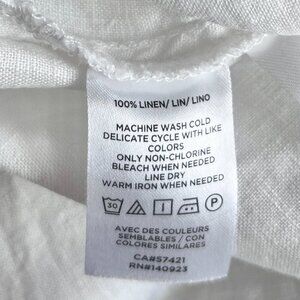 100% LINEN/ LIN/ LINO
MACHINE WASH COLD
DELICATE CYCLE WITH LIKE
COLORS
ONLY NON-CHLORINE
BLEACH WHEN NEEDED
LINE DRY
WARM IRON WHEN NEEDED
30 P
AVEC DES COULEURS
SEMBLABLES / CON
COLORES SIMILARES
CA#57421
RN#140923